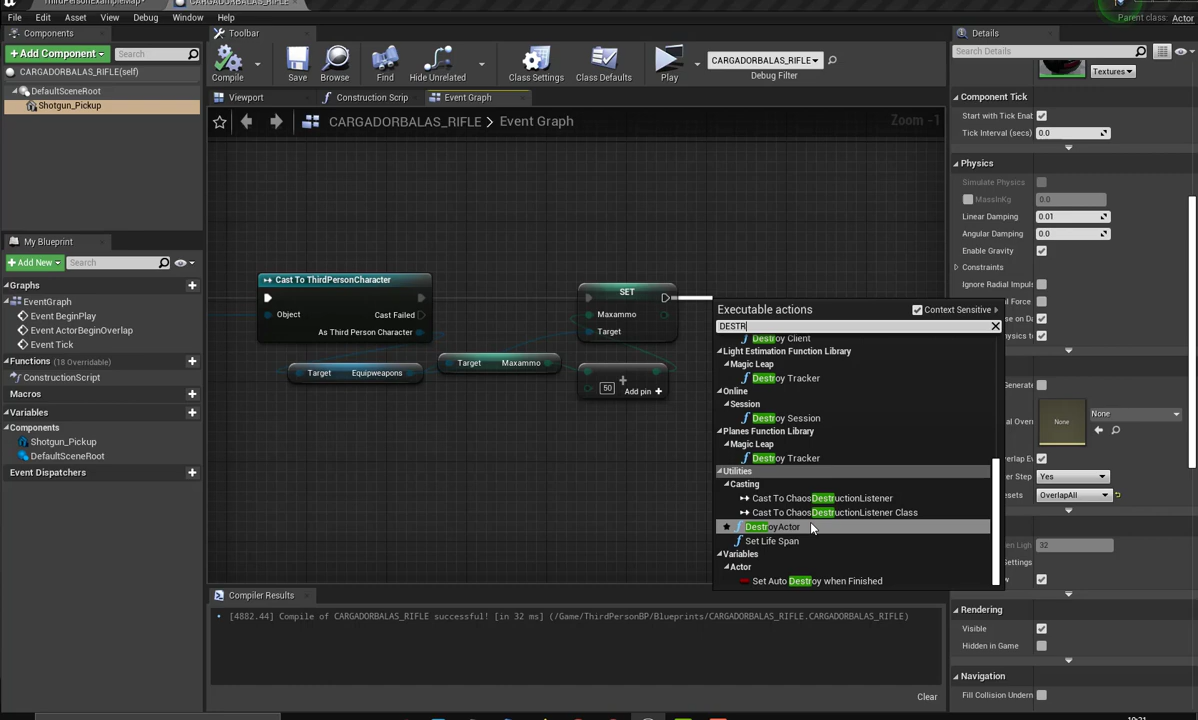 ThirdPersonExampleMap*
CARGADORBALAS_RIFLE
File Edit Asset View Debug Window Help
Parent class: Actor
Components
+Add Component
Search
CARGADORBALAS_RIFLE(self)
DefaultSceneRoot
Shotgun_Pickup
My Blueprint
+Add New
Search
Graphs
EventGraph
Event BeginPlay
Event ActorBeginOverlap
Event Tick
Functions (18 Overridable)
ConstructionScript
Macros
Variables
Components
Shotgun_Pickup
DefaultSceneRoot
Event Dispatchers
Toolbar
Compile
Save
Browse
Find
Hide Unrelated
Class Settings
Class Defaults
Play
CARGADORBALAS_RIFLE
Debug Filter
Viewport
Construction Scrip
Event Graph
CARGADORBALAS_RIFLE > Event Graph
Zoom -1
Cast To ThirdPersonCharacter
Object
Cast Failed
As Third Person Character
Target Equipweapons
Target Maxammo
SET
Maxammo
Target
50
Add pin +
Executable actions
Context Sensitive
DESTR
Destroy Client
Light Estimation Function Library
Magic Leap
Destroy Tracker
Online
Session
Destroy Session
Planes Function Library
Magic Leap
Destroy Tracker
Utilities
Casting
Cast To ChaosDestructionListener
Cast To ChaosDestructionListener Class
DestroyActor
Set Life Span
Variables
Actor
Set Auto Destroy when Finished
Compiler Results
[4882.44] Compile of CARGADORBALAS_RIFLE successful! [in 32 ms] (/Game/ThirdPersonBP/Blueprints/CARGADORBALAS_RIFLE.CARGADORBALAS_RIFLE)
Clear
Details
Search Details
Textures
Component Tick
Start with Tick Enab
Tick Interval (secs) 0.0
Physics
Simulate Physics
MassInKg 0.0
Linear Damping 0.01
Angular Damping 0.0
Enable Gravity
Constraints
Ignore Radial Impuls
None
None
Yes
OverlapAll
32
Rendering
Visible
Hidden in Game
Navigation
Fill Collision Undern